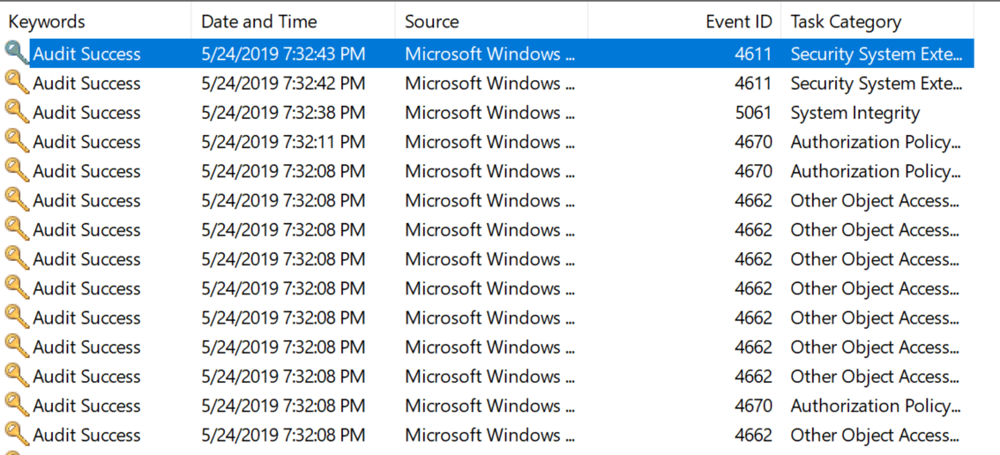 Keywords Date and Time Source Event ID Task Category
Audit Success 5/24/2019 7:32:43 PM Microsoft Windows ... 4611 Security System Exte...
Audit Success 5/24/2019 7:32:42 PM Microsoft Windows ... 4611 Security System Exte...
Audit Success 5/24/2019 7:32:38 PM Microsoft Windows ... 5061 System Integrity
Audit Success 5/24/2019 7:32:11 PM Microsoft Windows ... 4670 Authorization Policy...
Audit Success 5/24/2019 7:32:08 PM Microsoft Windows ... 4670 Authorization Policy...
Audit Success 5/24/2019 7:32:08 PM Microsoft Windows ... 4662 Other Object Access...
Audit Success 5/24/2019 7:32:08 PM Microsoft Windows ... 4662 Other Object Access...
Audit Success 5/24/2019 7:32:08 PM Microsoft Windows ... 4662 Other Object Access...
Audit Success 5/24/2019 7:32:08 PM Microsoft Windows ... 4662 Other Object Access...
Audit Success 5/24/2019 7:32:08 PM Microsoft Windows ... 4662 Other Object Access...
Audit Success 5/24/2019 7:32:08 PM Microsoft Windows ... 4662 Other Object Access...
Audit Success 5/24/2019 7:32:08 PM Microsoft Windows ... 4662 Other Object Access...
Audit Success 5/24/2019 7:32:08 PM Microsoft Windows ... 4670 Authorization Policy...
Audit Success 5/24/2019 7:32:08 PM Microsoft Windows ... 4662 Other Object Access...